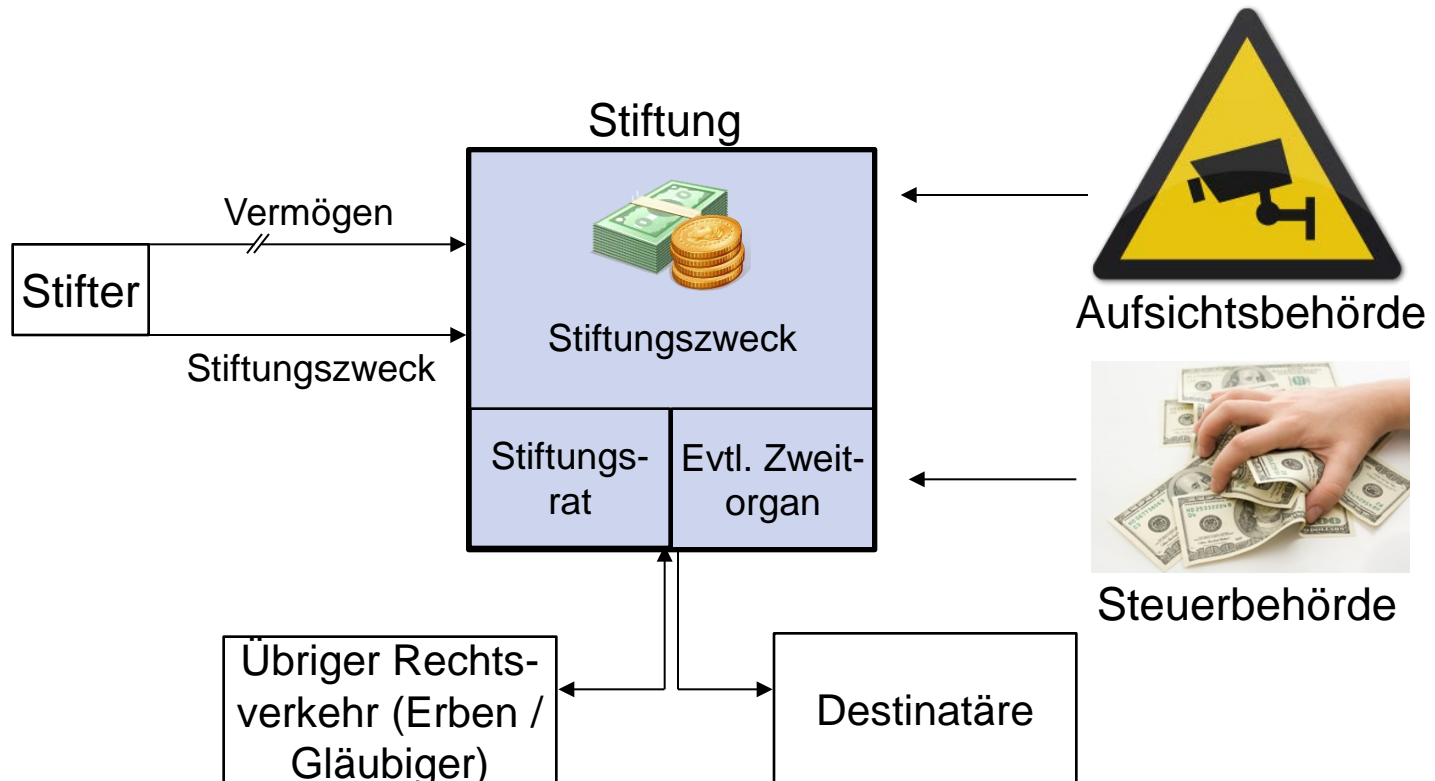 Stiftung
Vermögen
Stifter
Stiftungszweck
Stiftungszweck
Stiftungs-
rat
Evtl. Zweit-
organ
Aufsichtsbehörde
Steuerbehörde
Übriger Rechts-
verkehr (Erben /
Gläubiger)
Destinatäre